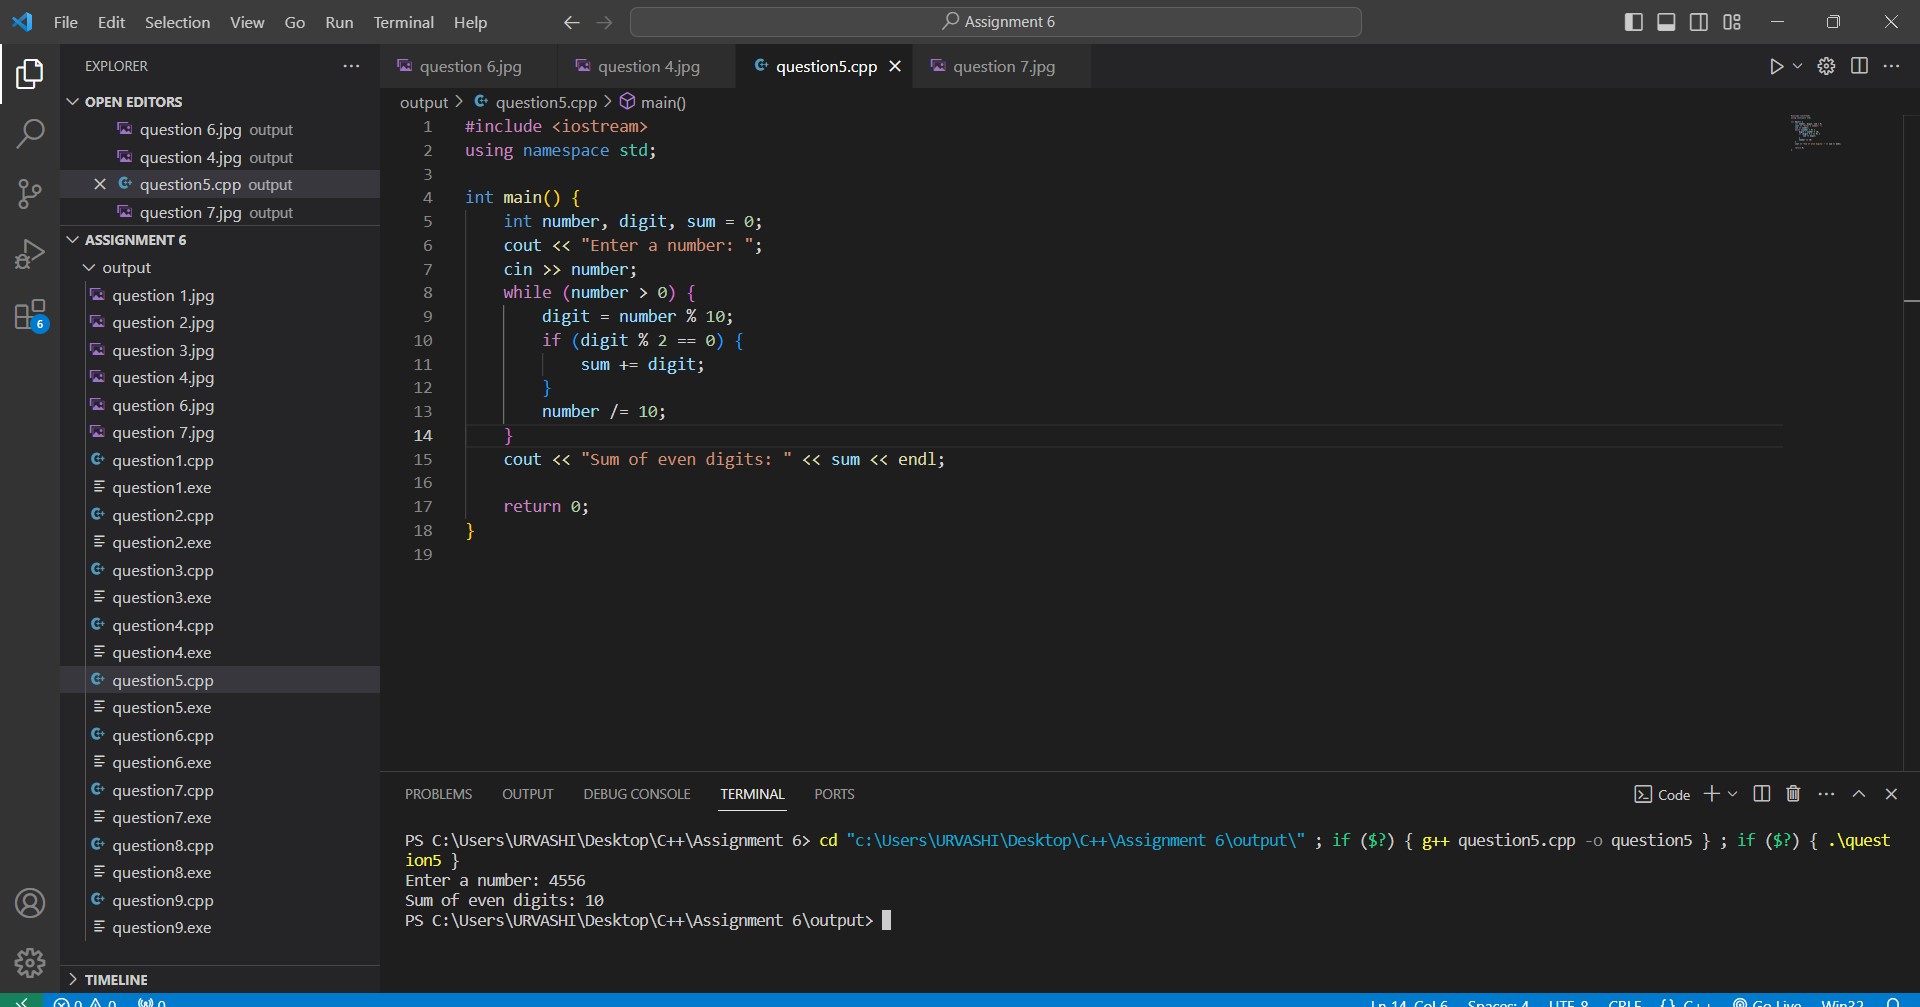 File Edit Selection View Go Run Terminal Help
Assignment 6
EXPLORER
OPEN EDITORS
question 6.jpg output
question 4.jpg output
question5.cpp output
question 7.jpg output
ASSIGNMENT 6
output
question 1.jpg
question 2.jpg
question 3.jpg
question 4.jpg
question 6.jpg
question 7.jpg
question1.cpp
question1.exe
question2.cpp
question2.exe
question3.cpp
question3.exe
question4.cpp
question4.exe
question5.cpp
question5.exe
question6.cpp
question6.exe
question7.cpp
question7.exe
question8.cpp
question8.exe
question9.cpp
question9.exe
TIMELINE
6
question 6.jpg question 4.jpg question5.cpp question 7.jpg
output > question5.cpp > main()
1 #include <iostream>
2 using namespace std;
3
4 int main() {
5 int number, digit, sum = 0;
6 cout << "Enter a number: ";
7 cin >> number;
8 while (number > 0) {
9 digit = number % 10;
10 if (digit % 2 == 0) {
11 sum += digit;
12 }
13 number /= 10;
14 }
15 cout << "Sum of even digits: " << sum << endl;
16
17 return 0;
18 }
19
PROBLEMS OUTPUT DEBUG CONSOLE TERMINAL PORTS
Code
PS C:\Users\URVASHI\Desktop\C++\Assignment 6> cd "c:\Users\URVASHI\Desktop\C++\Assignment 6\output\" ; if ($?) { g++ question5.cpp -o question5 } ; if ($?) { .\quest
ion5 }
Enter a number: 4556
Sum of even digits: 10
PS C:\Users\URVASHI\Desktop\C++\Assignment 6\output>
0 0 0 Ln 14, Col 6 Spaces: 4 UTF-8 CRLF {} C++ Go Live Win32